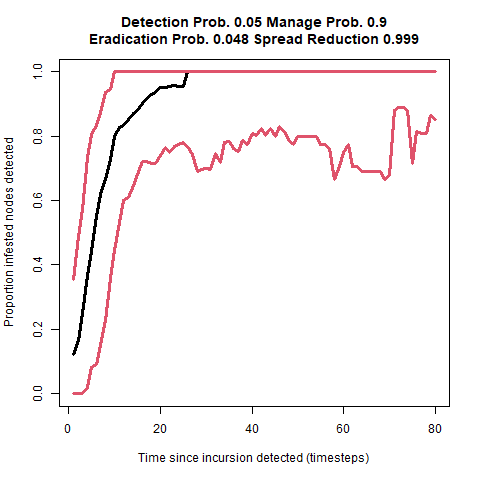 Detection Prob. 0.05 Manage Prob. 0.9
Eradication Prob. 0.048 Spread Reduction 0.999
Proportion infested nodes detected
1.0
0.8
0.6
0.4
0.2
0.0
0 20 40 60 80
Time since incursion detected (timesteps)